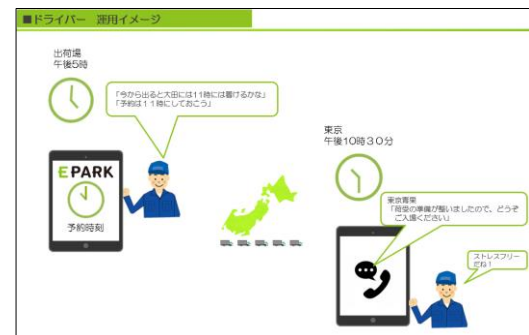 ■ドライバー 運用イメージ
出荷場
午後5時
「今から出ると大田には11時には着けるかな」
「予約は11時にしておこう」
EPARK
予約時刻
東京
午後10時30分
東京青果
「荷受の準備が整いましたので、どうぞ
ご入場ください」
ストレスフリー
だね！